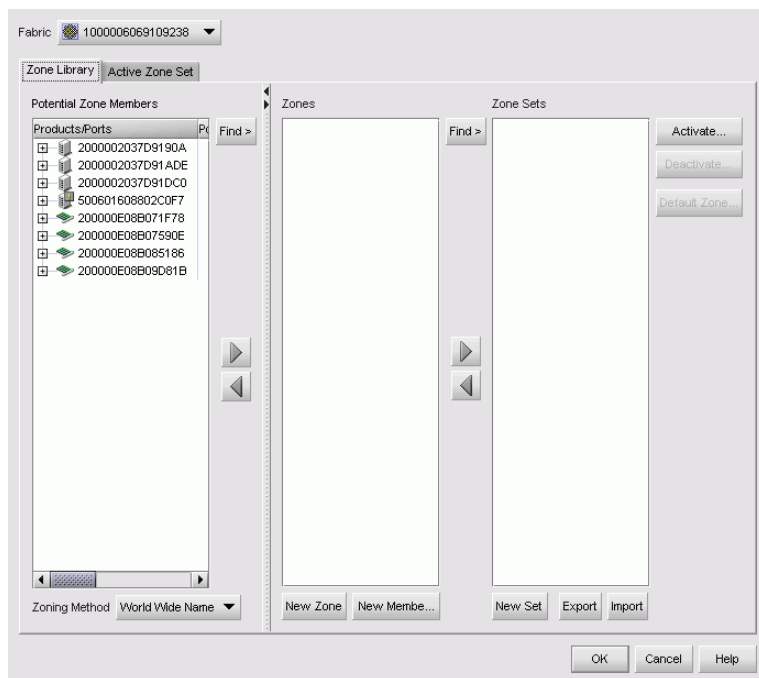 Fabric 1000006069109238
Zone Library Active Zone Set
Potential Zone Members
Products/Ports
2000002037D9190A
2000002037D91ADE
2000002037D91DC0
500601608802C0F7
200000E08B071F78
200000E08B07590E
200000E08B085186
200000E08B09D81B
Zoning Method World Wide Name
Find >
Zones
New Zone New Membe...
Find >
Zone Sets
New Set Export Import
Activate...
Deactivate...
Default Zone...
OK Cancel Help